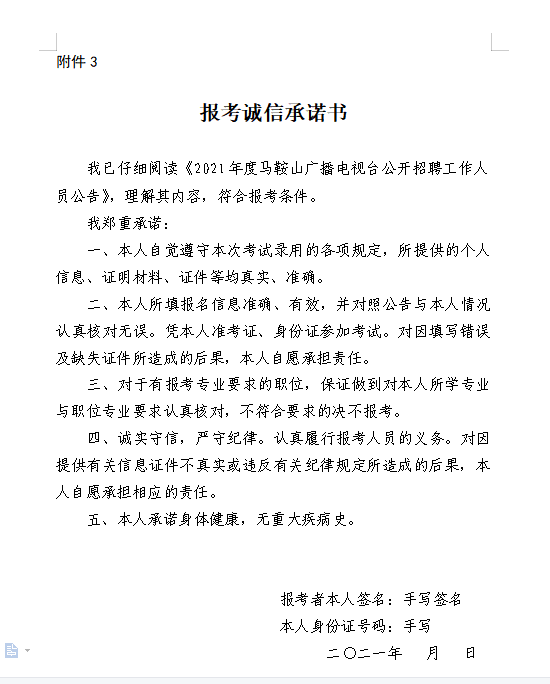 附件 3
报考诚信承诺书
我已仔细阅读《2021年度马鞍山广播电视台公开招聘工作人
员公告》，理解其内容，符合报考条件。
我郑重承诺：
一、本人自觉遵守本次考试录用的各项规定，所提供的个人
信息、证明材料、证件等均真实、准确。
二、本人所填报名信息准确、有效，并对照公告与本人情况
认真核对无误。凭本人准考证、身份证参加考试。对因填写错误
及缺失证件所造成的后果，本人自愿承担责任。
三、对于有报考专业要求的职位，保证做到对本人所学专业
与职位专业要求认真核对，不符合要求的决不报考。
四、诚实守信，严守纪律。认真履行报考人员的义务。对因
提供有关信息证件不真实或违反有关纪律规定所造成的后果，本
人自愿承担相应的责任。
五、本人承诺身体健康，无重大疾病史。
报考者本人签名：手写签名
本人身份证号码：手写
二〇二一年 月 日